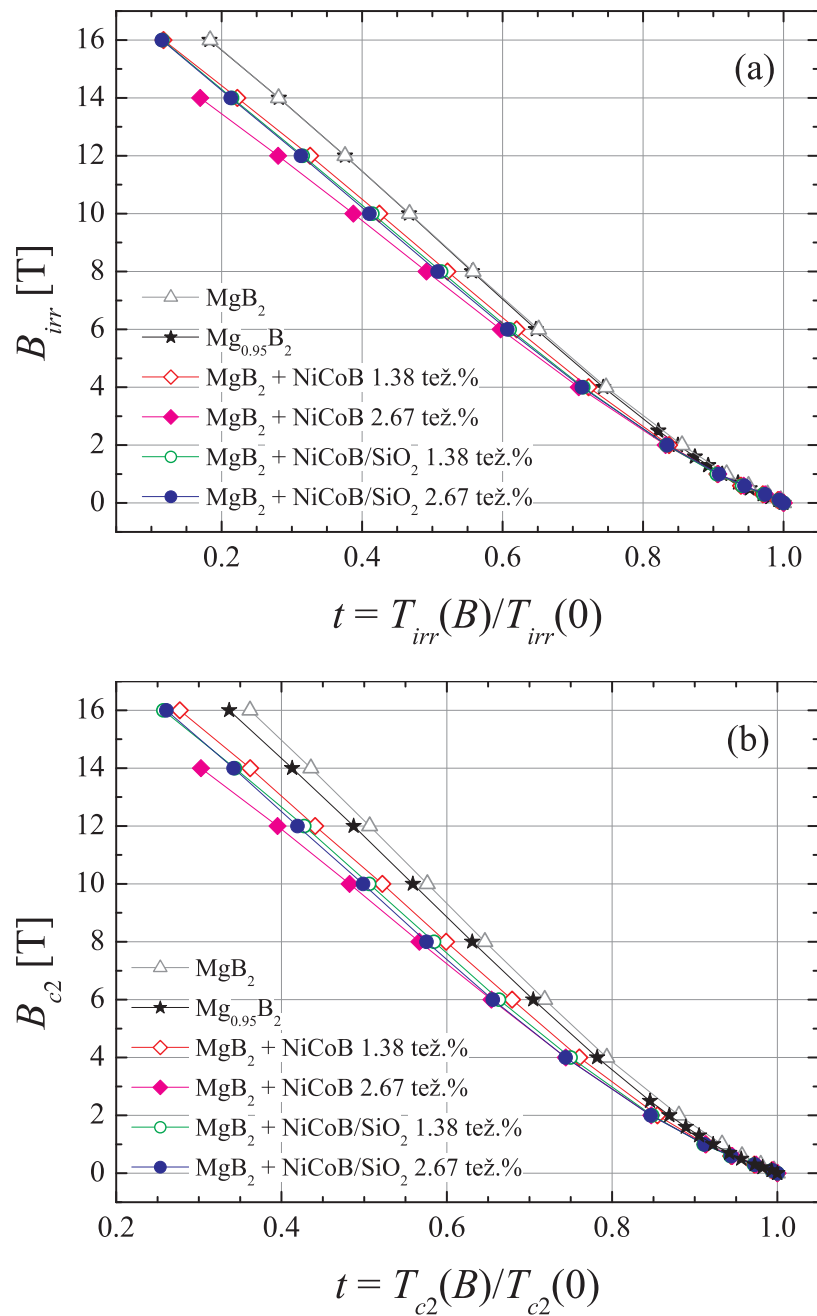 (a)
16
14
12
10
8
6
4
2
0
B_irr [T]
MgB₂
Mg₀.₉₅B₂
MgB₂ + NiCoB 1.38 tež.%
MgB₂ + NiCoB 2.67 tež.%
MgB₂ + NiCoB/SiO₂ 1.38 tež.%
MgB₂ + NiCoB/SiO₂ 2.67 tež.%
0.2 0.4 0.6 0.8 1.0
t = T_irr(B)/T_irr(0)
(b)
16
14
12
10
8
6
4
2
0
B_c2 [T]
MgB₂
Mg₀.₉₅B₂
MgB₂ + NiCoB 1.38 tež.%
MgB₂ + NiCoB 2.67 tež.%
MgB₂ + NiCoB/SiO₂ 1.38 tež.%
MgB₂ + NiCoB/SiO₂ 2.67 tež.%
0.2 0.4 0.6 0.8 1.0
t = T_c2(B)/T_c2(0)